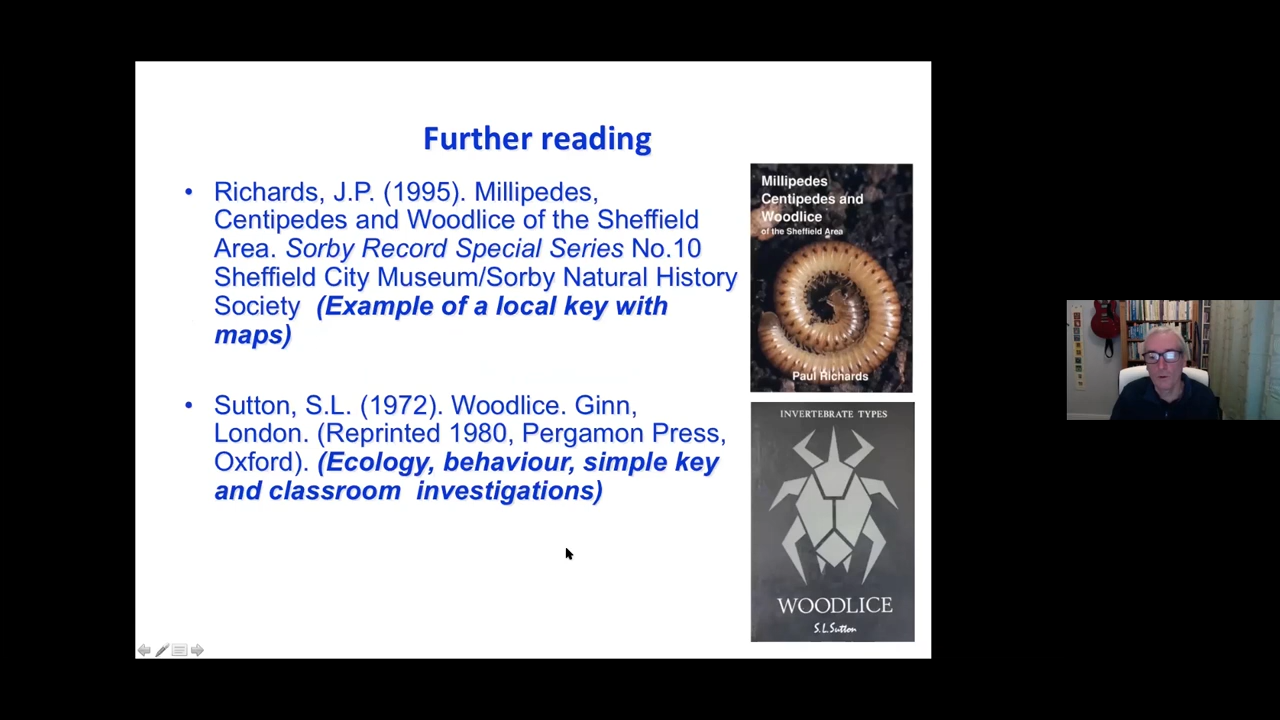 Further reading
• Richards, J.P. (1995). Millipedes,
Centipedes and Woodlice of the Sheffield
Area. Sorby Record Special Series No.10
Sheffield City Museum/Sorby Natural History
Society (Example of a local key with
maps)
• Sutton, S.L. (1972). Woodlice. Ginn,
London. (Reprinted 1980, Pergamon Press,
Oxford). (Ecology, behaviour, simple key
and classroom investigations)
Millipedes
Centipedes and
Woodlice
of the Sheffield Area
Paul Richards
INVERTEBRATE TYPES
WOODLICE
S.L.Sutton